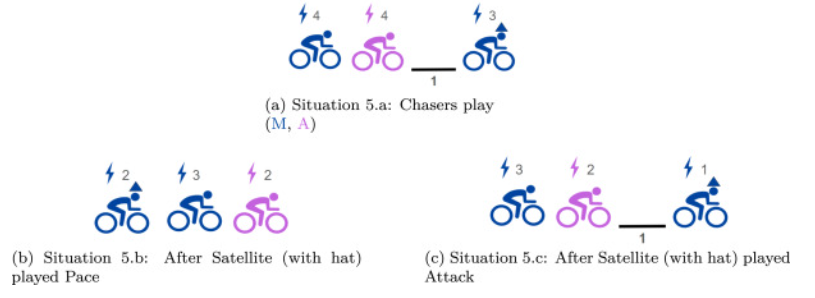 4 4 3
1
(a) Situation 5.a: Chasers play
(M, A)
2 3 2
3 2 1
1
(b) Situation 5.b: After Satellite (with hat)
played Pace
(c) Situation 5.c: After Satellite (with hat) played
Attack